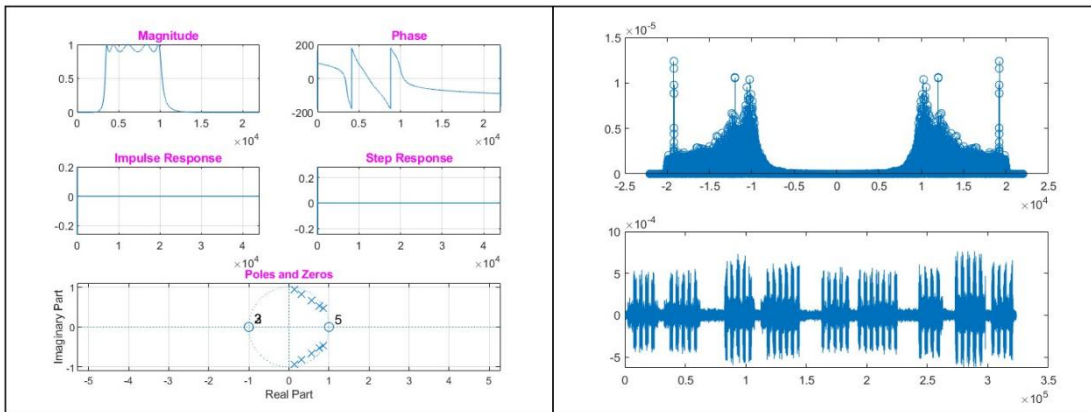 Magnitude
1
0.5
0
0 0.5 1 1.5 2
×10⁴
Phase
200
0
-200
0 0.5 1 1.5 2
×10⁴
Impulse Response
0.2
0
-0.2
0 1 2 3 4
×10⁴
Step Response
0.2
0
-0.2
0 1 2 3 4
×10⁴
Poles and Zeros
Imaginary Part
1
0
-1
5
-5 -4 -3 -2 -1 0 1 2 3 4 5
Real Part
×10⁻⁵
1.5
1
0.5
0
-2.5 -2 -1.5 -1 -0.5 0 0.5 1 1.5 2 2.5
×10⁴
10 ×10⁻⁴
5
0
-5
0 0.5 1 1.5 2 2.5 3 3.5
×10⁵